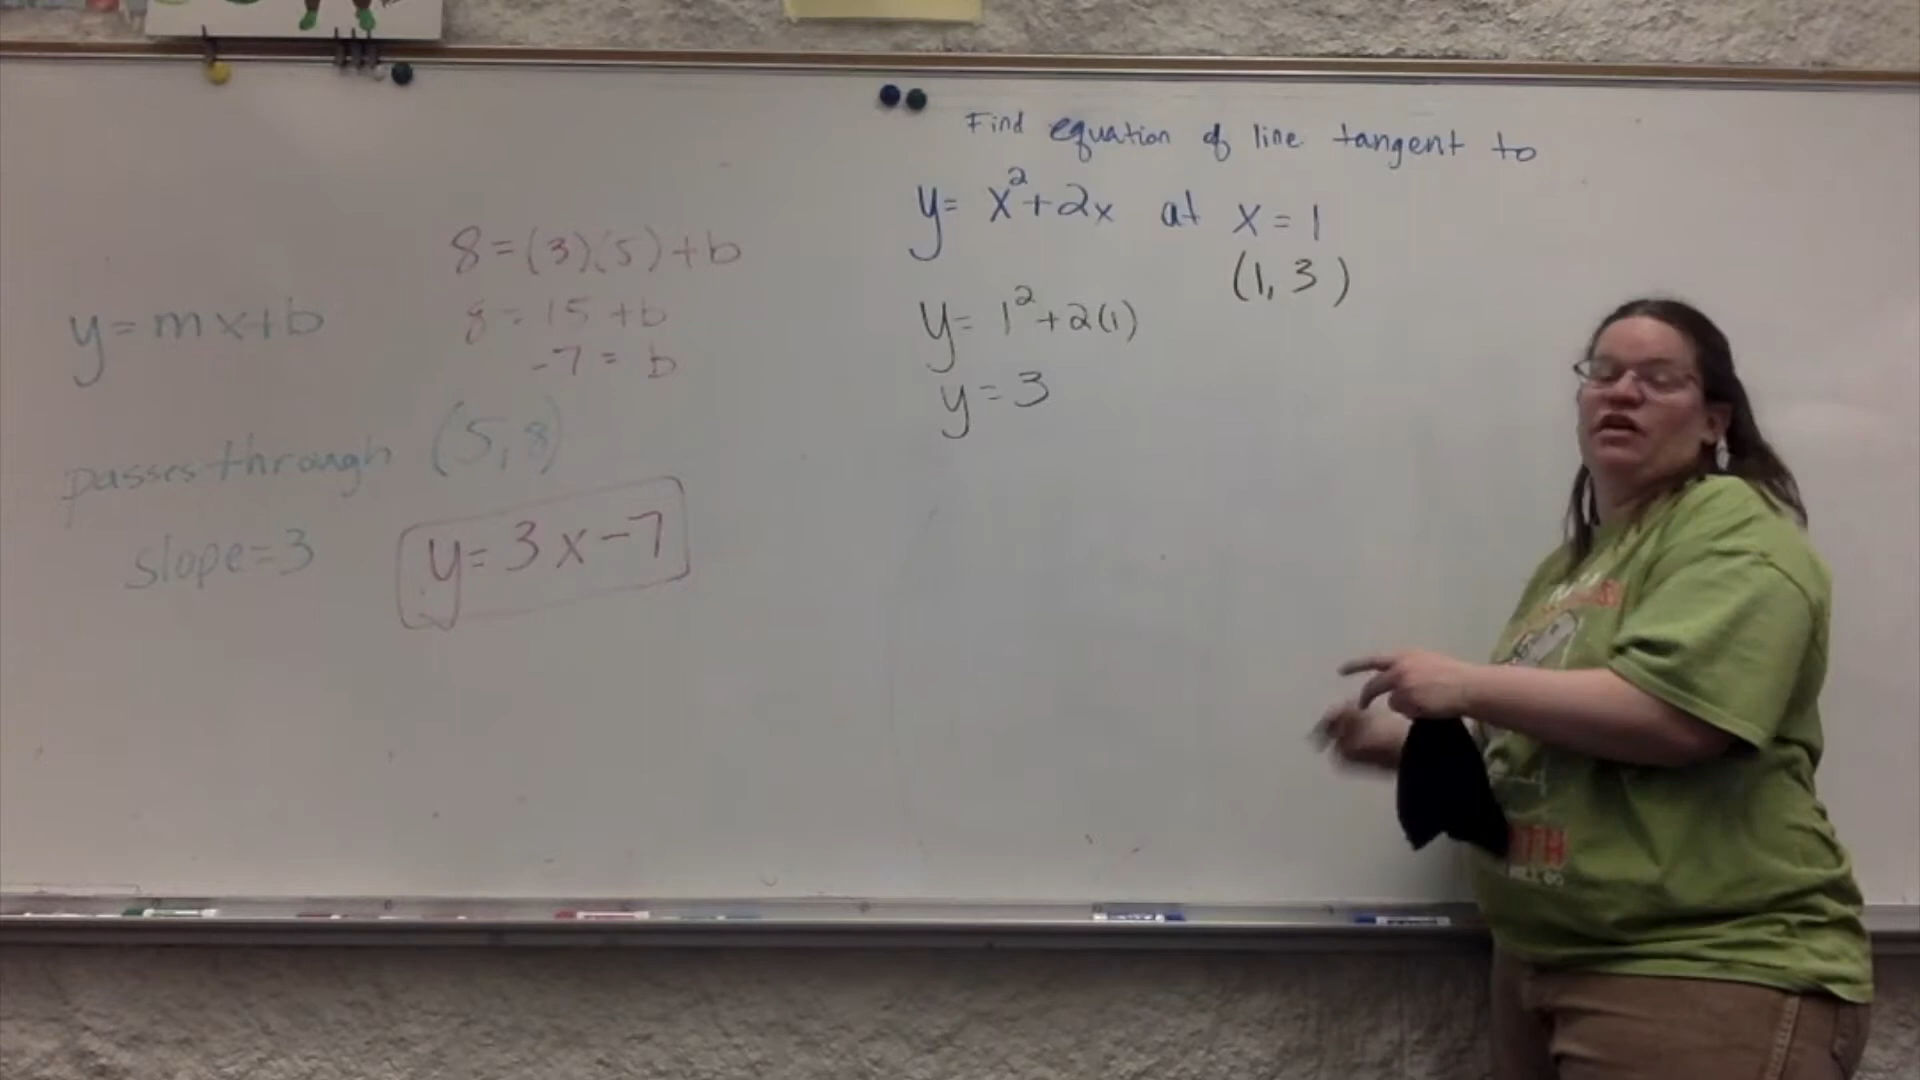 y = mx+b
8 = (3)(5) + b
8 = 15 + b
-7 = b
passes through (5,8)
slope=3
y = 3x - 7
Find equation of line tangent to
y = x² + 2x at x = 1
(1, 3)
y = 1² + 2(1)
y = 3